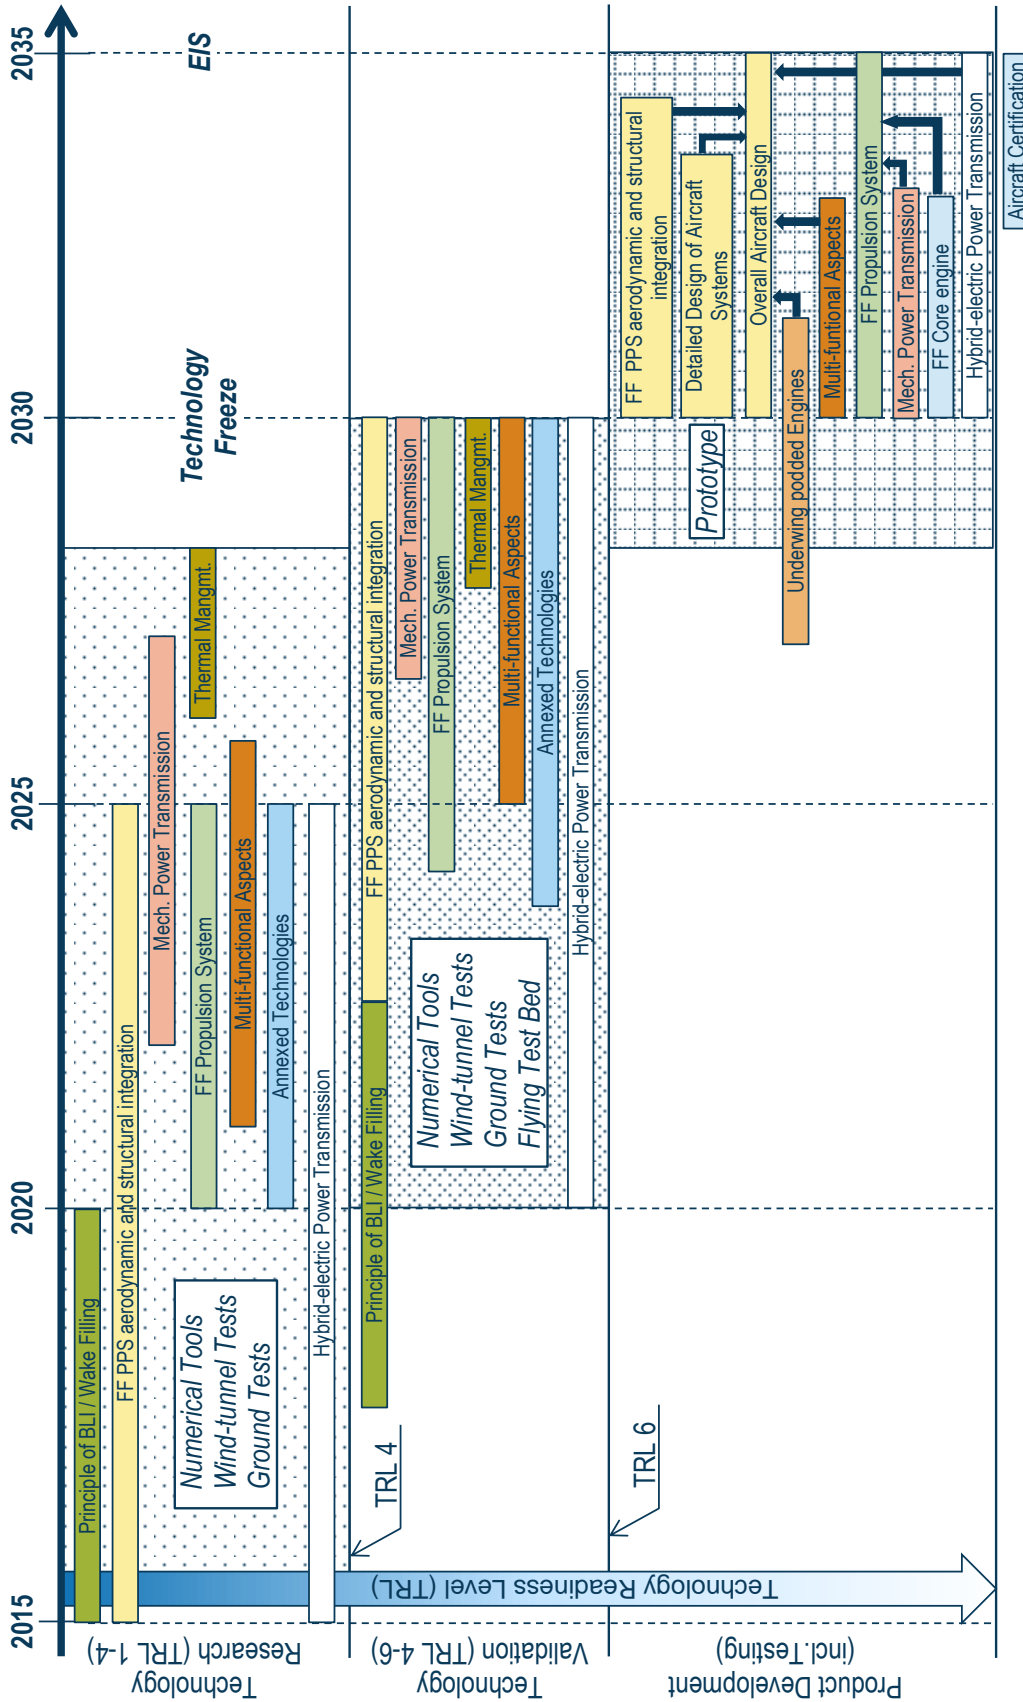 2015
2020
2025
2030
2035
Technology
Freeze
EIS
Technology
Research (TRL 1-4)
Principle of BLI / Wake Filling
FF PPS aerodynamic and structural integration
Mech. Power Transmission
Thermal Mangmt.
FF Propulsion System
Multi-functional Aspects
Annexed Technologies
Hybrid-electric Power Transmission
Numerical Tools
Wind-tunnel Tests
Ground Tests
Technology Readiness Level (TRL)
TRL 4
Technology
Validation (TRL 4-6)
Principle of BLI / Wake Filling
FF PPS aerodynamic and structural integration
Mech. Power Transmission
FF Propulsion System
Thermal Mangmt.
Multi-functional Aspects
Annexed Technologies
Hybrid-electric Power Transmission
Numerical Tools
Wind-tunnel Tests
Ground Tests
Flying Test Bed
TRL 6
Product Development
(incl.Testing)
Prototype
FF PPS aerodynamic and structural
integration
Detailed Design of Aircraft
Systems
Overall Aircraft Design
Underwing podded Engines
Multi-funtional Aspects
FF Propulsion System
Mech. Power Transmission
FF Core engine
Hybrid-electric Power Transmission
Aircraft Certification